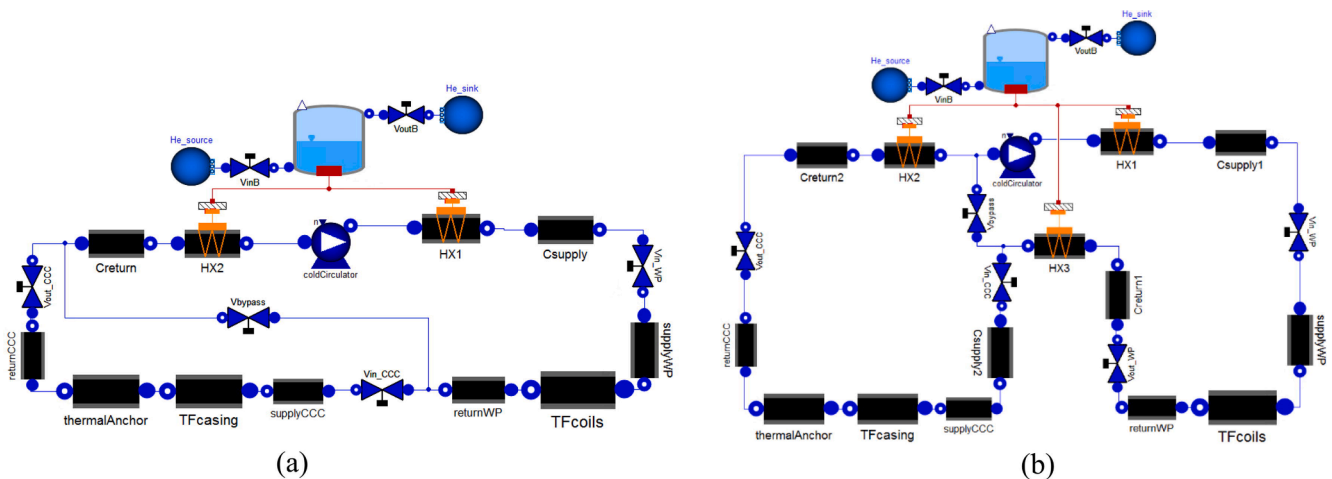 He_sink
VoutB
He_source
VinB
n
Creturn
HX2
coldCirculator
HX1
Csupply
Vin_WP
Vout_CCC
Vbypass
returnCCC
supplyWP
Vin_CCC
thermalAnchor
TFcasing
supplyCCC
returnWP
TFcoils
(a)
He_sink
VoutB
He_source
VinB
n
Creturn2
HX2
coldCirculator
HX1
Csupply1
Vbypass
Vin_WP
Vout_CCC
HX3
Vin_CCC
Creturn1
returnCCC
Csupply2
Vout_WP
supplyWP
thermalAnchor
TFcasing
supplyCCC
returnWP
TFcoils
(b)